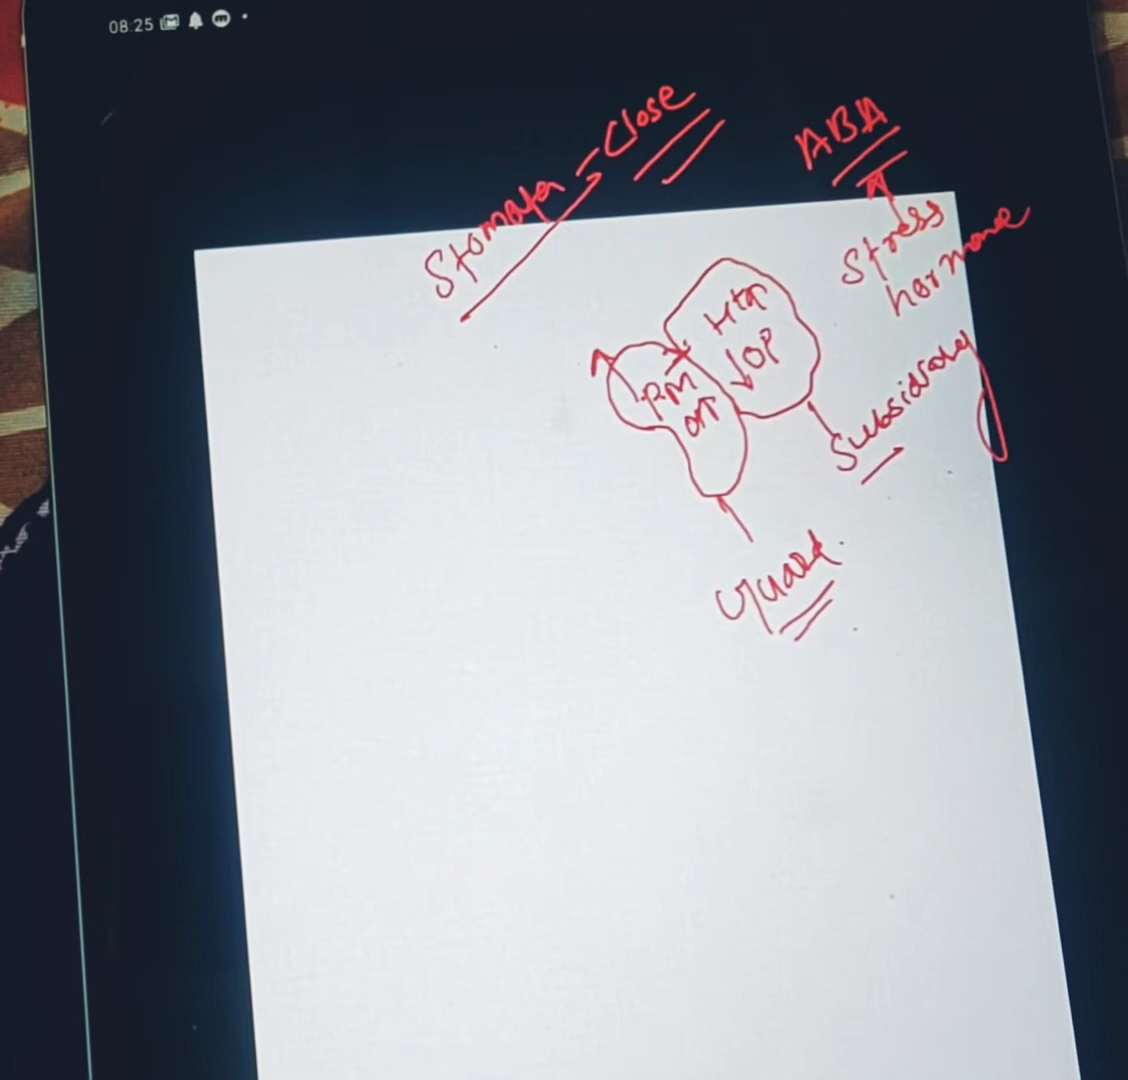 08:25
Stomata - Close
ABA
Stress
hormone
↓OP
Subsidiary
Guard